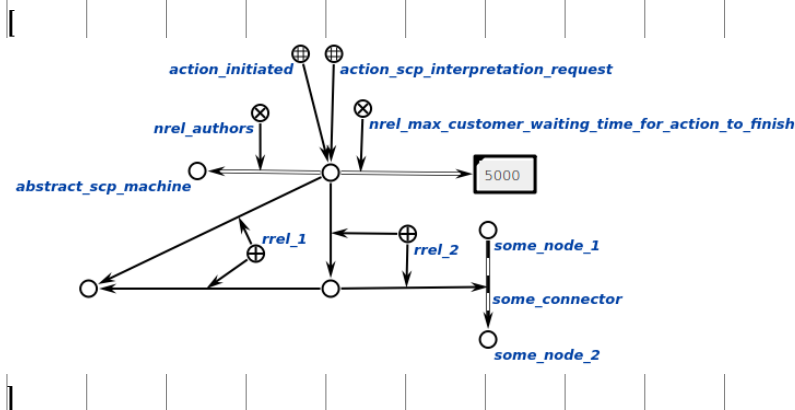 [
action_initiated
action_scp_interpretation_request
nrel_authors
nrel_max_customer_waiting_time_for_action_to_finish
5000
abstract_scp_machine
rrel_1
rrel_2
some_node_1
some_connector
some_node_2
]